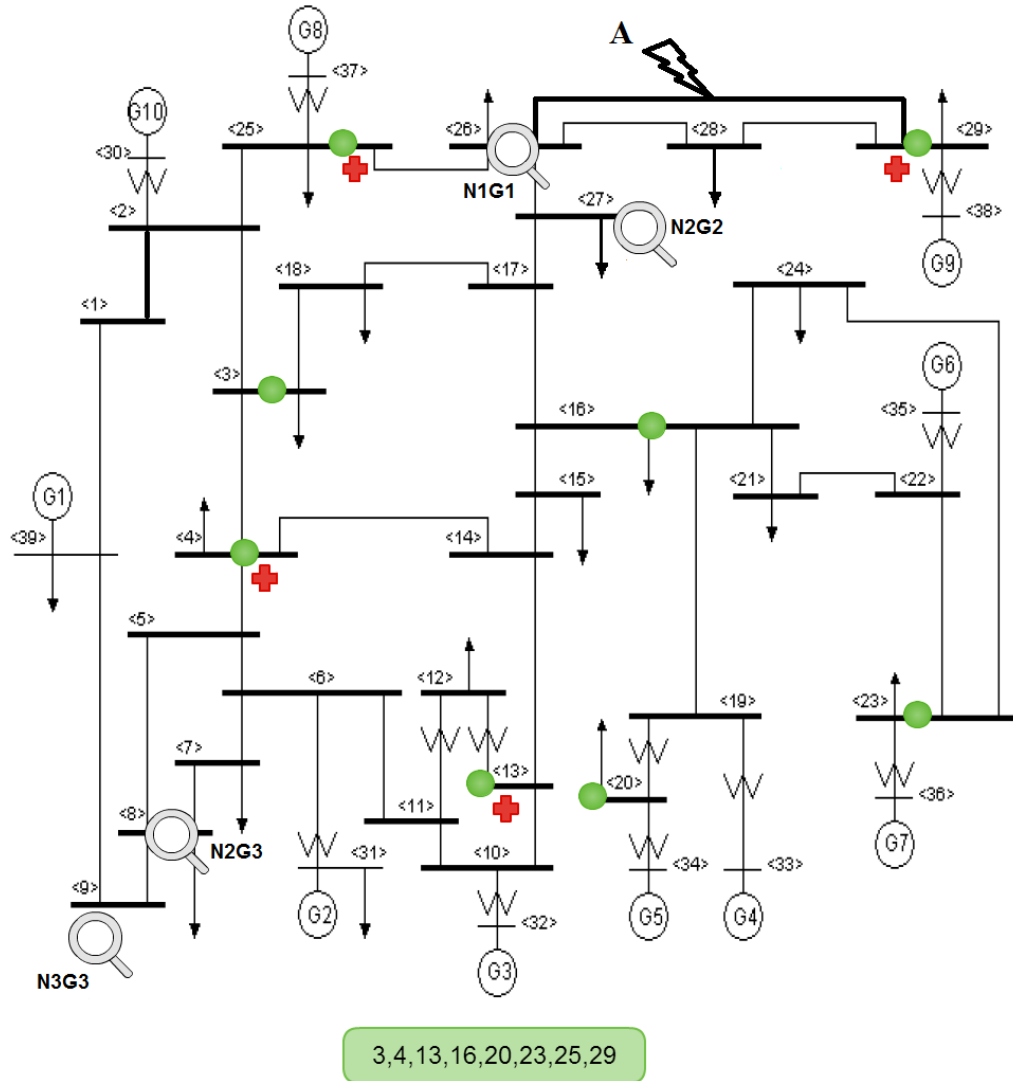 A
G8
<37>
G10
<25>
<26>
<28>
<29>
<30>
N1G1
<2>
<27>
<38>
N2G2
G9
<18>
<17>
<24>
<1>
G6
<3>
<16>
<35>
<15>
<21>
<22>
G1
<39>
<4>
<14>
<5>
<6>
<12>
<19>
<23>
<7>
<13>
<20>
<36>
<8>
<11>
N2G3
<10>
<31>
<34>
<33>
G7
<9>
G2
<32>
G5
G4
N3G3
G3
3,4,13,16,20,23,25,29